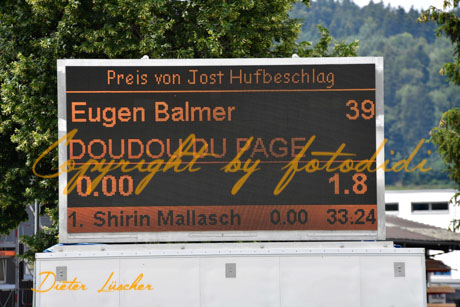 Preis von Jost Hufbeschlag
Eugen Balmer 39
DOUDOU DU PAGE
Copyright by fotodidi
0.00 1.8
1. Shirin Mallasch 0.00 33.24
Dieter Lüscher